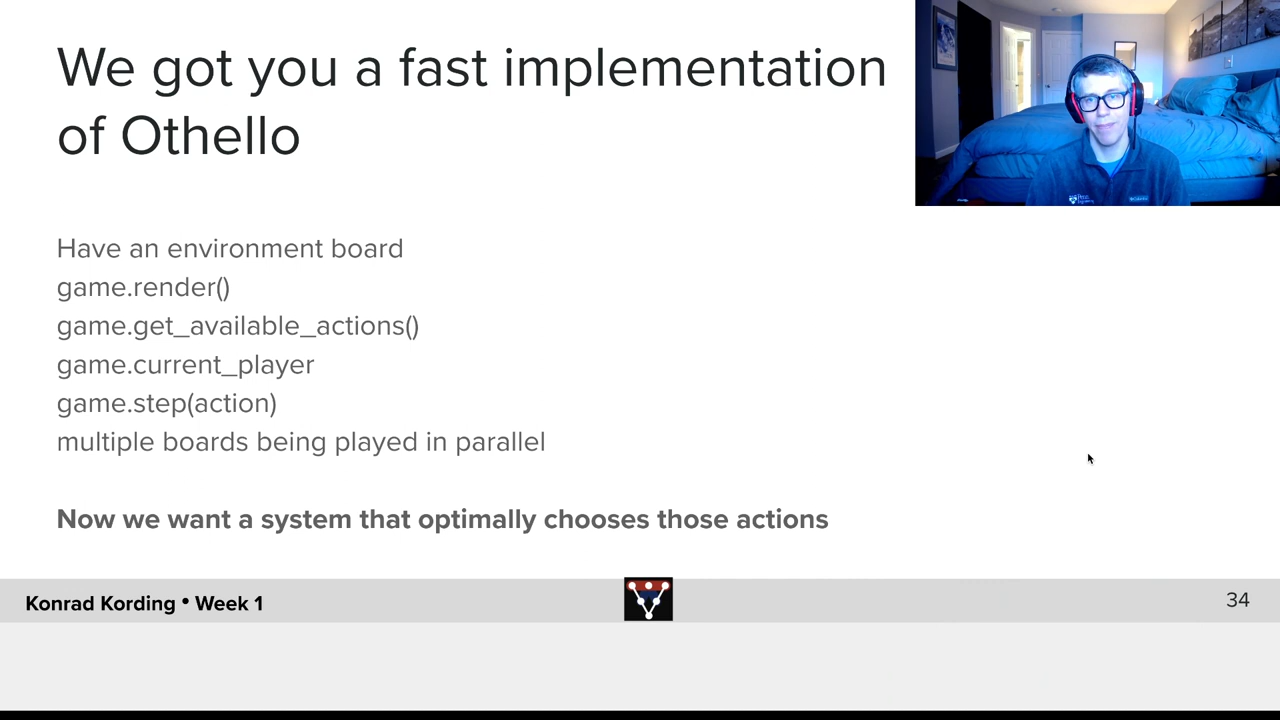 We got you a fast implementation
of Othello
Have an environment board
game.render()
game.get_available_actions()
game.current_player
game.step(action)
multiple boards being played in parallel
Now we want a system that optimally chooses those actions
Konrad Kording • Week 1
34